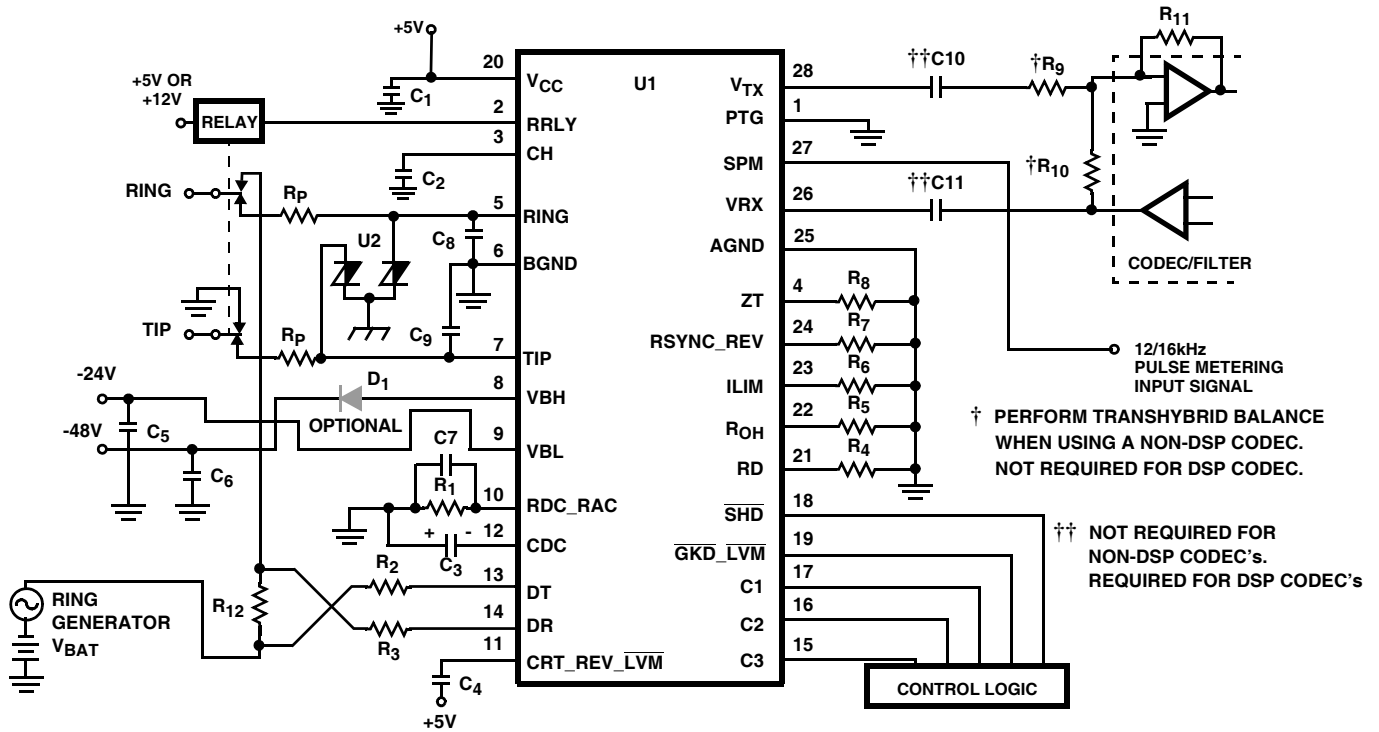 +5V
+5V OR
+12V
RELAY
C1
RING
RP
U2
C2
C8
TIP
RP
C9
-24V
-48V
D1
OPTIONAL
C5
C6
C7
R1
+ -
C3
R2
R12
R3
RING
GENERATOR
VBAT
C4
+5V
U1
20 VCC
2 RRLY
3 CH
5 RING
6 BGND
7 TIP
8 VBH
9 VBL
10 RDC_RAC
12 CDC
13 DT
14 DR
11 CRT_REV_LVM
VTX 28
PTG 1
SPM 27
VRX 26
AGND 25
ZT 4
RSYNC_REV 24
ILIM 23
ROH 22
RD 21
SHD 18
GKD_LVM 19
C1 17
C2 16
C3 15
††C10
†R9
R11
†R10
††C11
CODEC/FILTER
R8
R7
R6
R5
R4
12/16kHz
PULSE METERING
INPUT SIGNAL
† PERFORM TRANSHYBRID BALANCE
WHEN USING A NON-DSP CODEC.
NOT REQUIRED FOR DSP CODEC.
†† NOT REQUIRED FOR
NON-DSP CODEC's.
REQUIRED FOR DSP CODEC's
CONTROL LOGIC